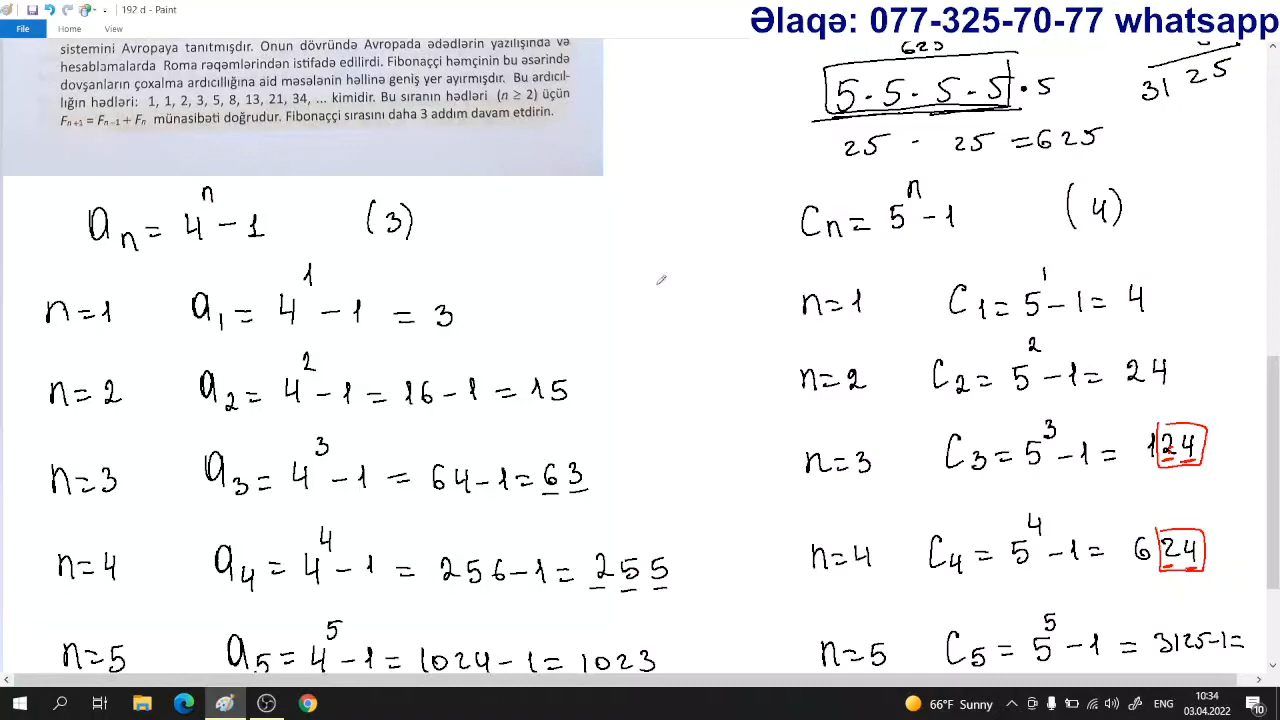 192 d - Paint
Əlaqə: 077-325-70-77 whatsapp
File Home View
sistemini Avropaya tanıtmışdır. Onun dövründə Avropada ədədlərin yazılışında və
hesablamalarda Roma rəqəmlərindən istifadə edilirdi. Fibonaççi həmçinin bu əsərində
dovşanların çoxalma ardıcıllığına aid məsələnin həllinə geniş yer ayırmışdır. Bu ardıcıl-
lığın hədləri: 1, 1, 2, 3, 5, 8, 13, 21, 34, ... kimidir. Bu sıranın hədləri (n ≥ 2) üçün
Fn+1 = Fn−1 + Fn münasibəti doğrudur. Fibonaççi sırasını daha 3 addım davam etdirin.
625
5 · 5 · 5 · 5 · 5
25 · 25 = 625
3125
an = 4^n − 1 (3)
n=1 a1 = 4^1 − 1 = 3
n=2 a2 = 4^2 − 1 = 16 − 1 = 15
n=3 a3 = 4^3 − 1 = 64 − 1 = 63
n=4 a4 = 4^4 − 1 = 256 − 1 = 255
n=5 a5 = 4^5 − 1 = 1024 − 1 = 1023
Cn = 5^n − 1 (4)
n=1 C1 = 5^1 − 1 = 4
n=2 C2 = 5^2 − 1 = 24
n=3 C3 = 5^3 − 1 = 124
n=4 C4 = 5^4 − 1 = 624
n=5 C5 = 5^5 − 1 = 3125 − 1 =
66°F Sunny ENG 10:34
03.04.2022 10